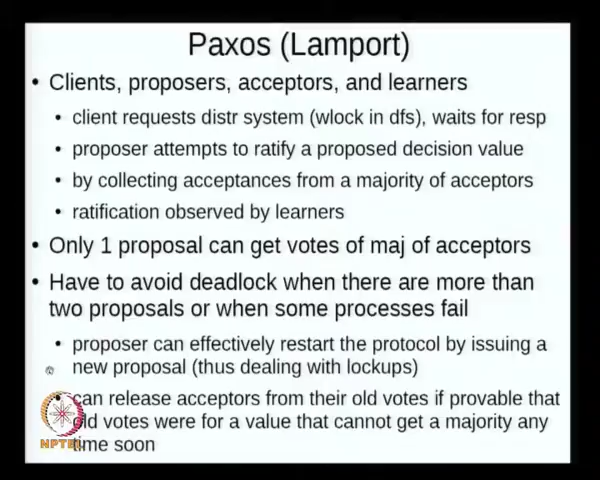 Paxos (Lamport)
• Clients, proposers, acceptors, and learners
• client requests distr system (wlock in dfs), waits for resp
• proposer attempts to ratify a proposed decision value
• by collecting acceptances from a majority of acceptors
• ratification observed by learners
• Only 1 proposal can get votes of maj of acceptors
• Have to avoid deadlock when there are more than
two proposals or when some processes fail
• proposer can effectively restart the protocol by issuing a
new proposal (thus dealing with lockups)
• can release acceptors from their old votes if provable that
old votes were for a value that cannot get a majority any
time soon
NPTEL